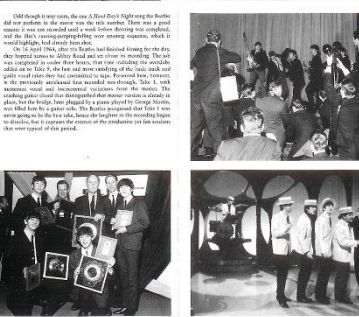 Odd though it may seem, the one A Hard Day's Night song the Beatles
did not perform in the movie was the title number. There was a good
reason: it was not recorded until a week before shooting was completed,
and the film's running-jumping-falling over opening sequence, which it
would highlight, had already been shot.
On 16 April 1964, after the Beatles had finished filming for the day,
they hopped across to Abbey Road and set about its recording. The job
was completed in under three hours, that time including the overdubs
added on to Take 9, the last and most satisfying of the basic track and
guide vocal takes they had committed to tape. Presented here, however,
is the previously unreleased first recorded run-through, Take 1, with
numerous vocal and instrumental variations from the master. The
crashing guitar chord that distinguished that master version is already in
place, but the bridge, later plugged by a piano played by George Martin,
was filled here by a guitar solo. The Beatles recognised that Take 1 was
never going to be the best take, hence the laughter as the recording began
to dissolve, but it captures the essence of the productive yet fun sessions
that were typical of this period.